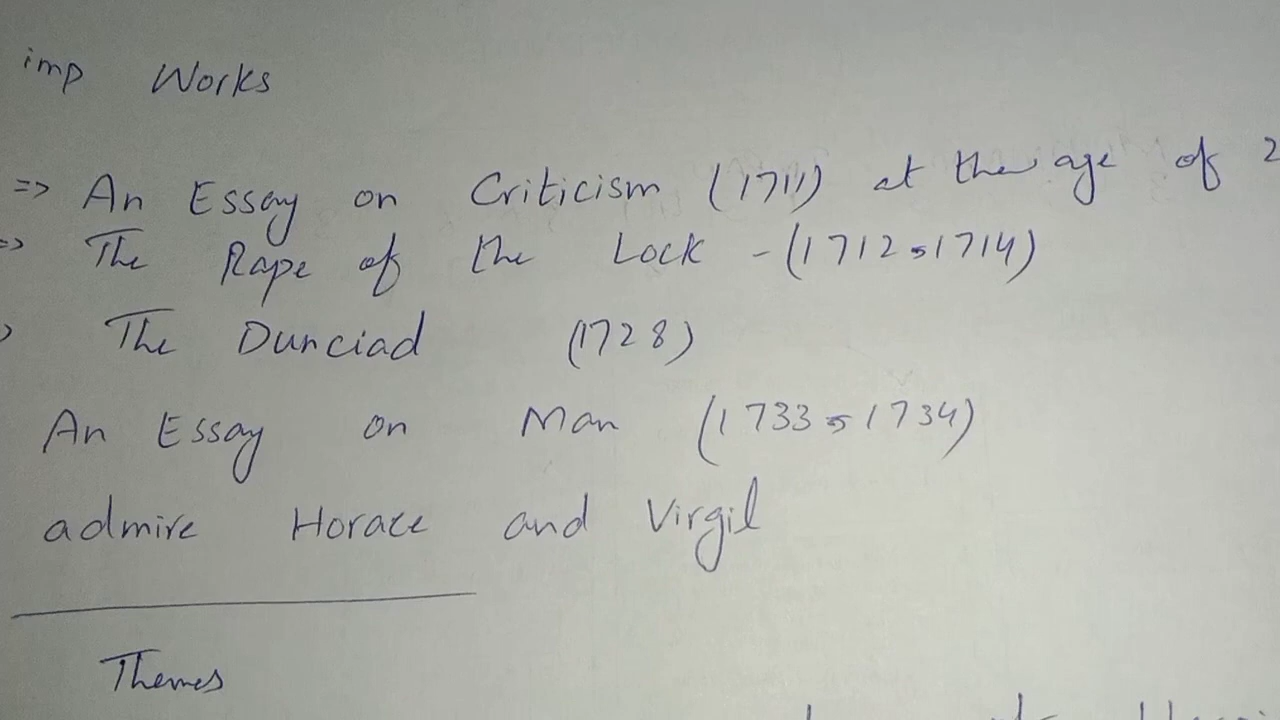 imp Works
=> An Essay on Criticism (1711) at the age of 2
=> The Rape of the Lock - (1712, 1714)
The Dunciad (1728)
An Essay on Man (1733, 1734)
admire Horace and Virgil
Themes